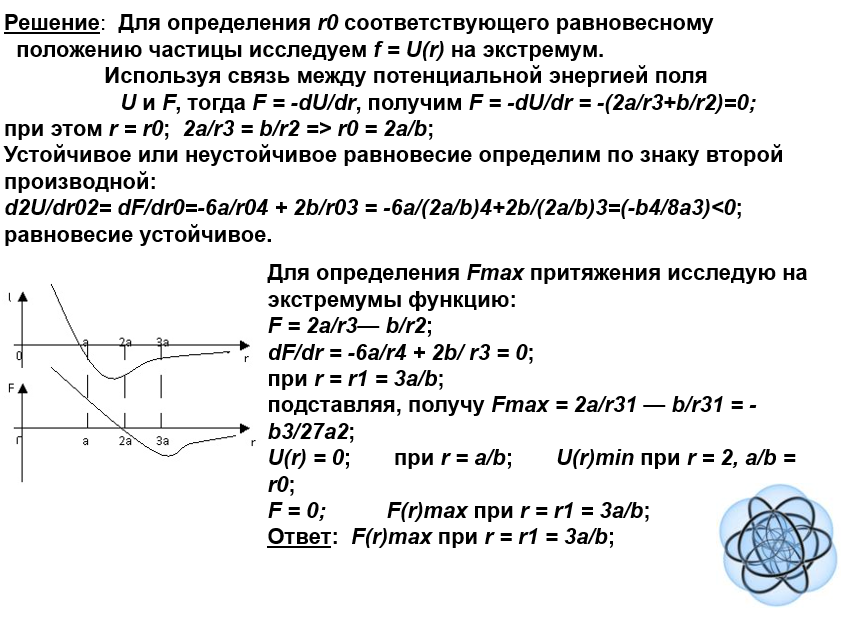 Решение:  Для определения r0 соответствующего равновесному
положению частицы исследуем f = U(r) на экстремум.
Используя связь между потенциальной энергией поля
U и F, тогда F = -dU/dr, получим F = -dU/dr = -(2a/r3+b/r2)=0;
при этом r = r0;  2a/r3 = b/r2 => r0 = 2a/b;
Устойчивое или неустойчивое равновесие определим по знаку второй
производной:
d2U/dr02= dF/dr0=-6a/r04 + 2b/r03 = -6a/(2a/b)4+2b/(2a/b)3=(-b4/8a3)<0;
равновесие устойчивое.
Для определения Fmax притяжения исследую на
экстремумы функцию:
F = 2a/r3— b/r2;
dF/dr = -6a/r4 + 2b/ r3 = 0;
при r = r1 = 3a/b;
подставляя, получу Fmax = 2a/r31 — b/r31 = -
b3/27a2;
U(r) = 0;  при r = a/b;  U(r)min при r = 2, a/b =
r0;
F = 0;  F(r)max при r = r1 = 3a/b;
Ответ:  F(r)max при r = r1 = 3a/b;
a 2a 3a
0 r
F
r a 2a 3a r